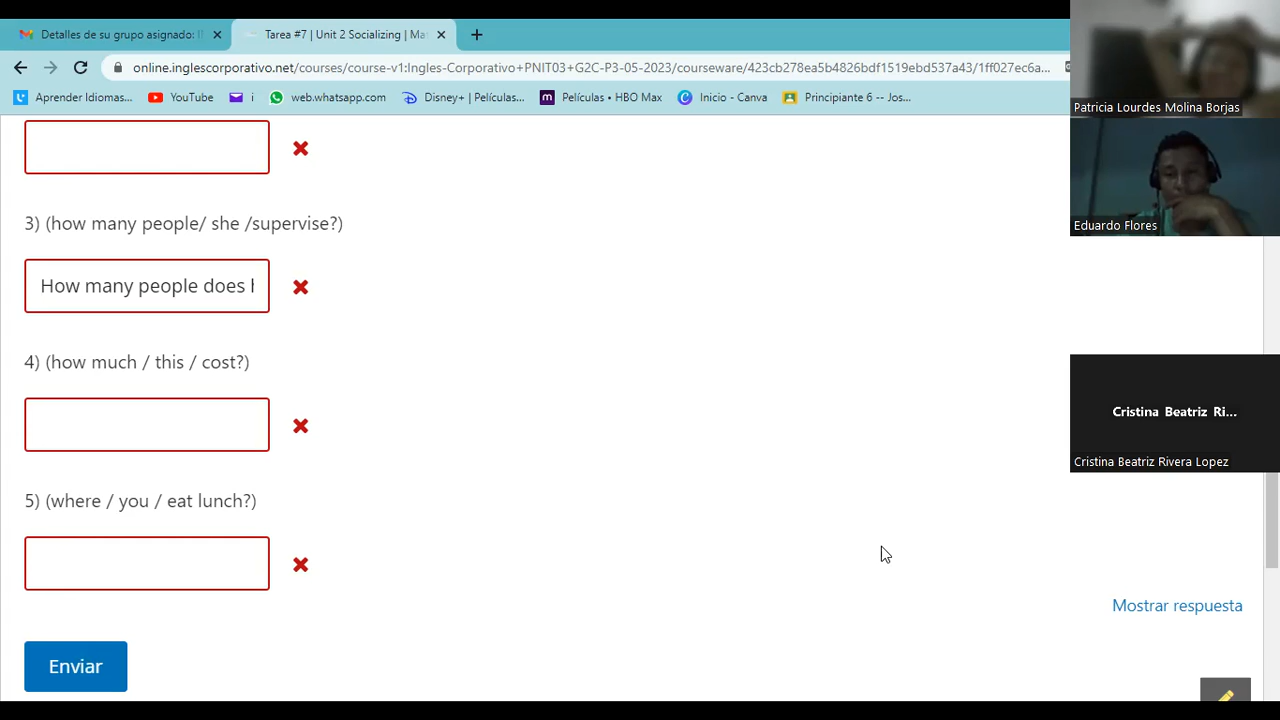 Detalles de su grupo asignado: I
Tarea #7 | Unit 2 Socializing | Ma
online.inglescorporativo.net/courses/course-v1:Ingles-Corporativo+PNIT03+G2C-P3-05-2023/courseware/423cb278ea5b4826bdf1519ebd537a43/1ff027ec6a...
Aprender Idiomas...
YouTube
i
web.whatsapp.com
Disney+ | Películas...
Películas • HBO Max
Inicio - Canva
Principiante 6 -- Jos...
Patricia Lourdes Molina Borjas
3) (how many people/ she /supervise?)
Eduardo Flores
How many people does
4) (how much / this / cost?)
Cristina Beatriz Ri...
Cristina Beatriz Rivera Lopez
5) (where / you / eat lunch?)
Mostrar respuesta
Enviar